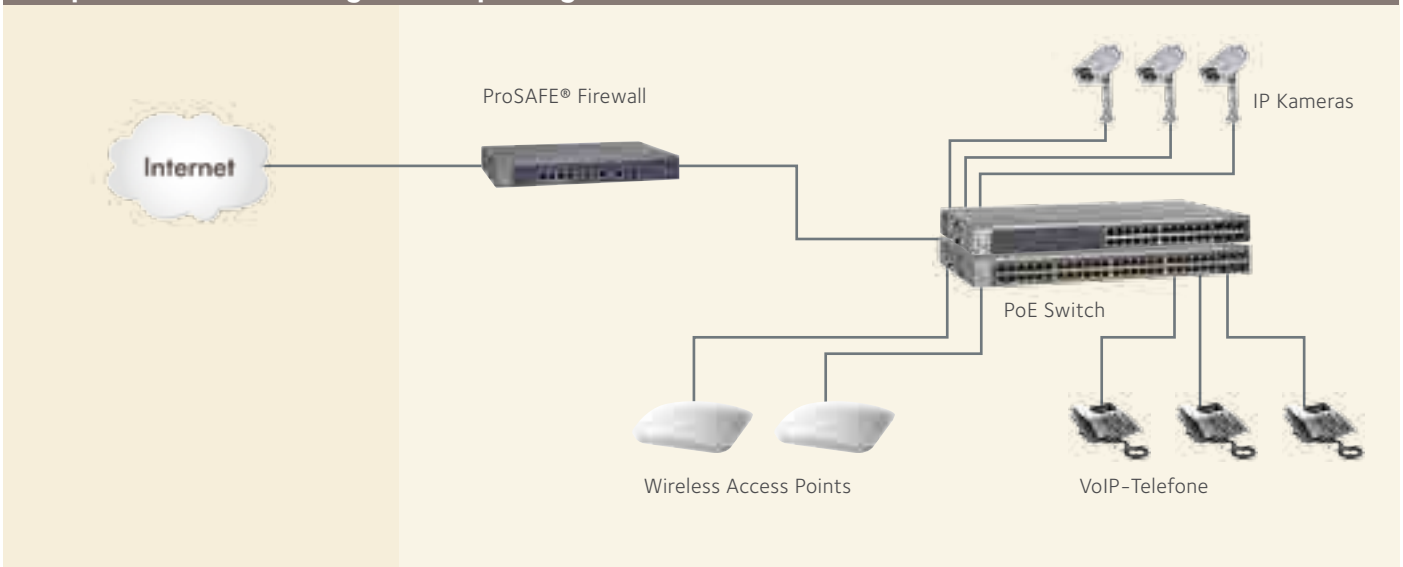 ProSAFE® Firewall
IP Kameras
Internet
PoE Switch
Wireless Access Points
VoIP-Telefone